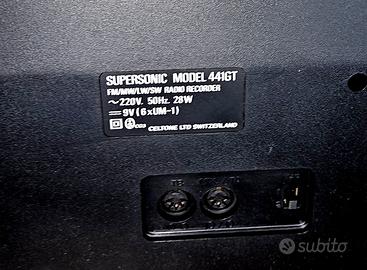 SUPERSONIC MODEL 441GT
FM/MW/LW/SW RADIO RECORDER
~220V. 50Hz. 28W
9V (6xUM-1)
CELTONE LTD SWITZERLAND
subito